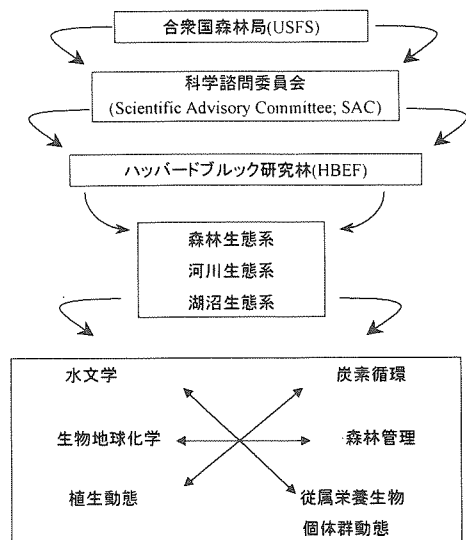 合衆国森林局(USFS)
科学諮問委員会
(Scientific Advisory Committee; SAC)
ハッバードブルック研究林(HBEF)
森林生態系
河川生態系
湖沼生態系
水文学 炭素循環
生物地球化学 森林管理
植生動態 従属栄養生物
個体群動態